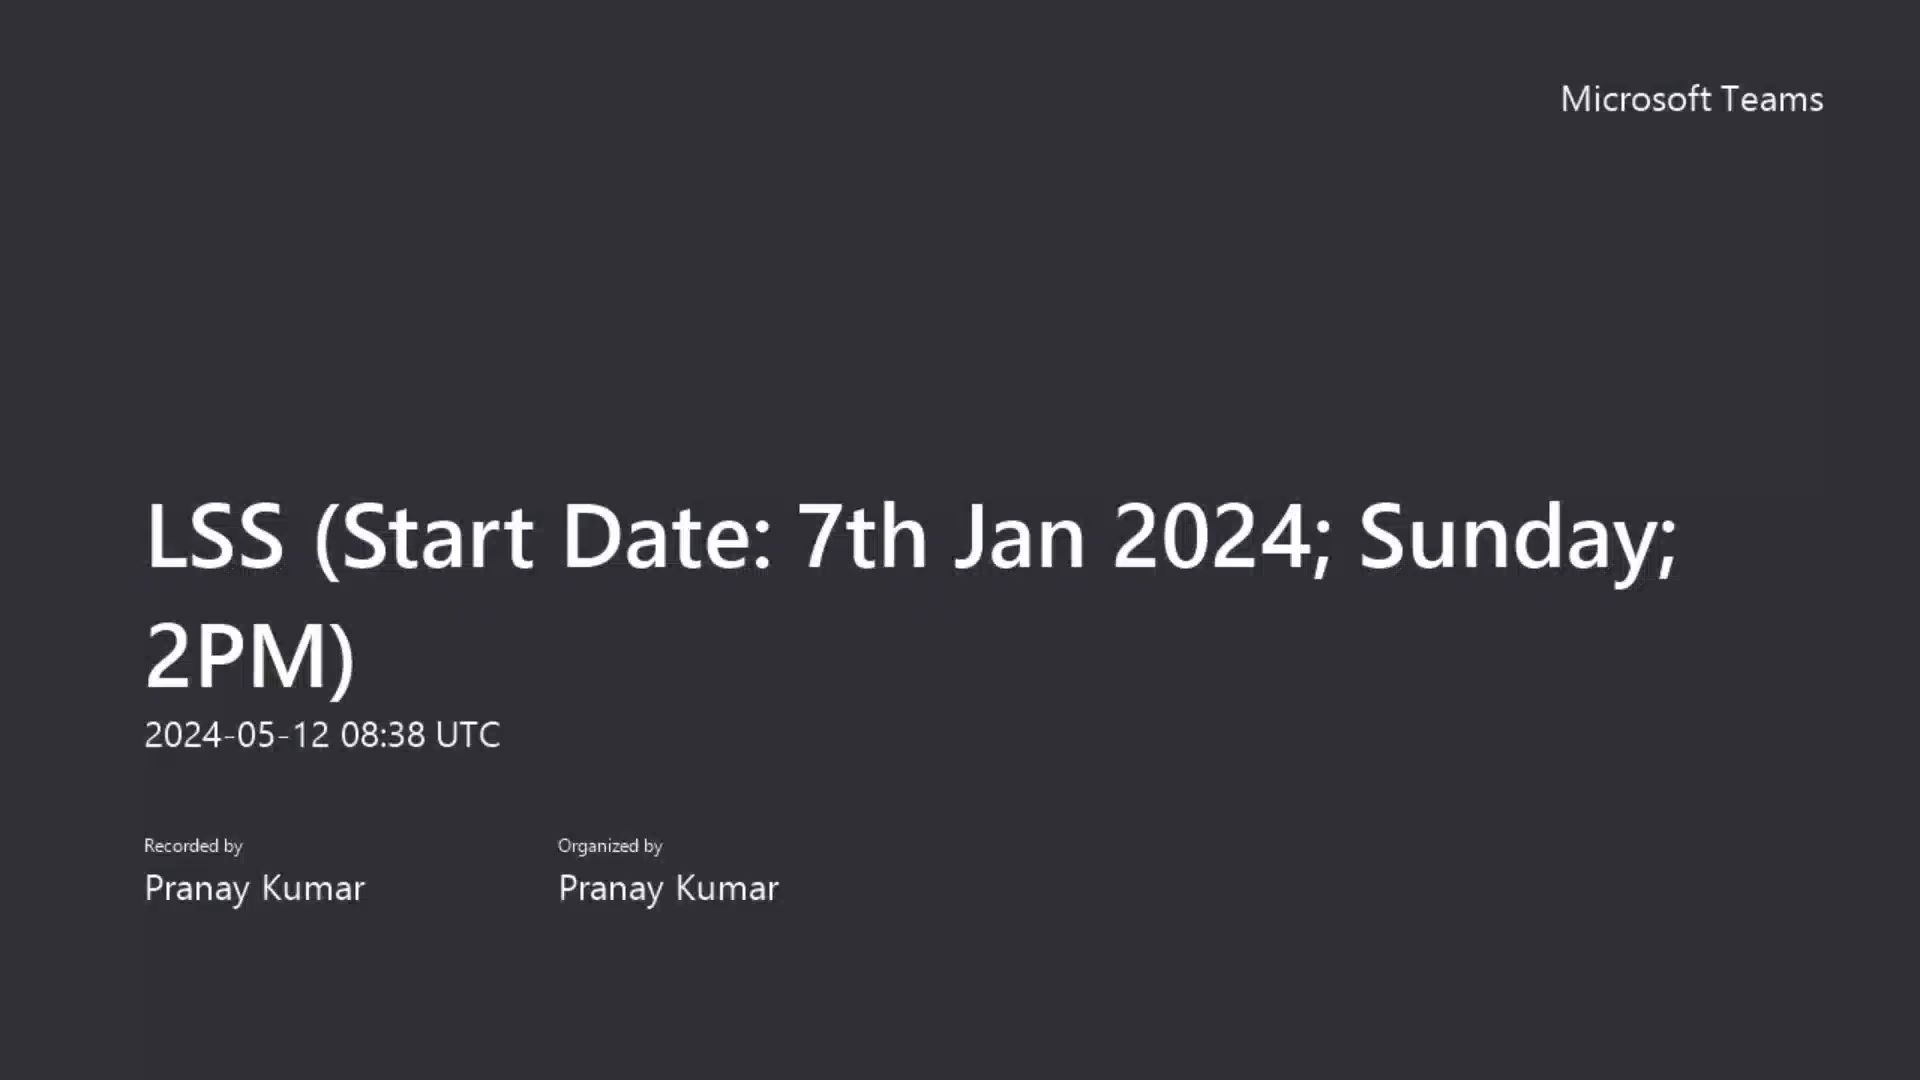 Microsoft Teams
LSS (Start Date: 7th Jan 2024; Sunday;
2PM)
2024-05-12 08:38 UTC
Recorded by
Organized by
Pranay Kumar
Pranay Kumar